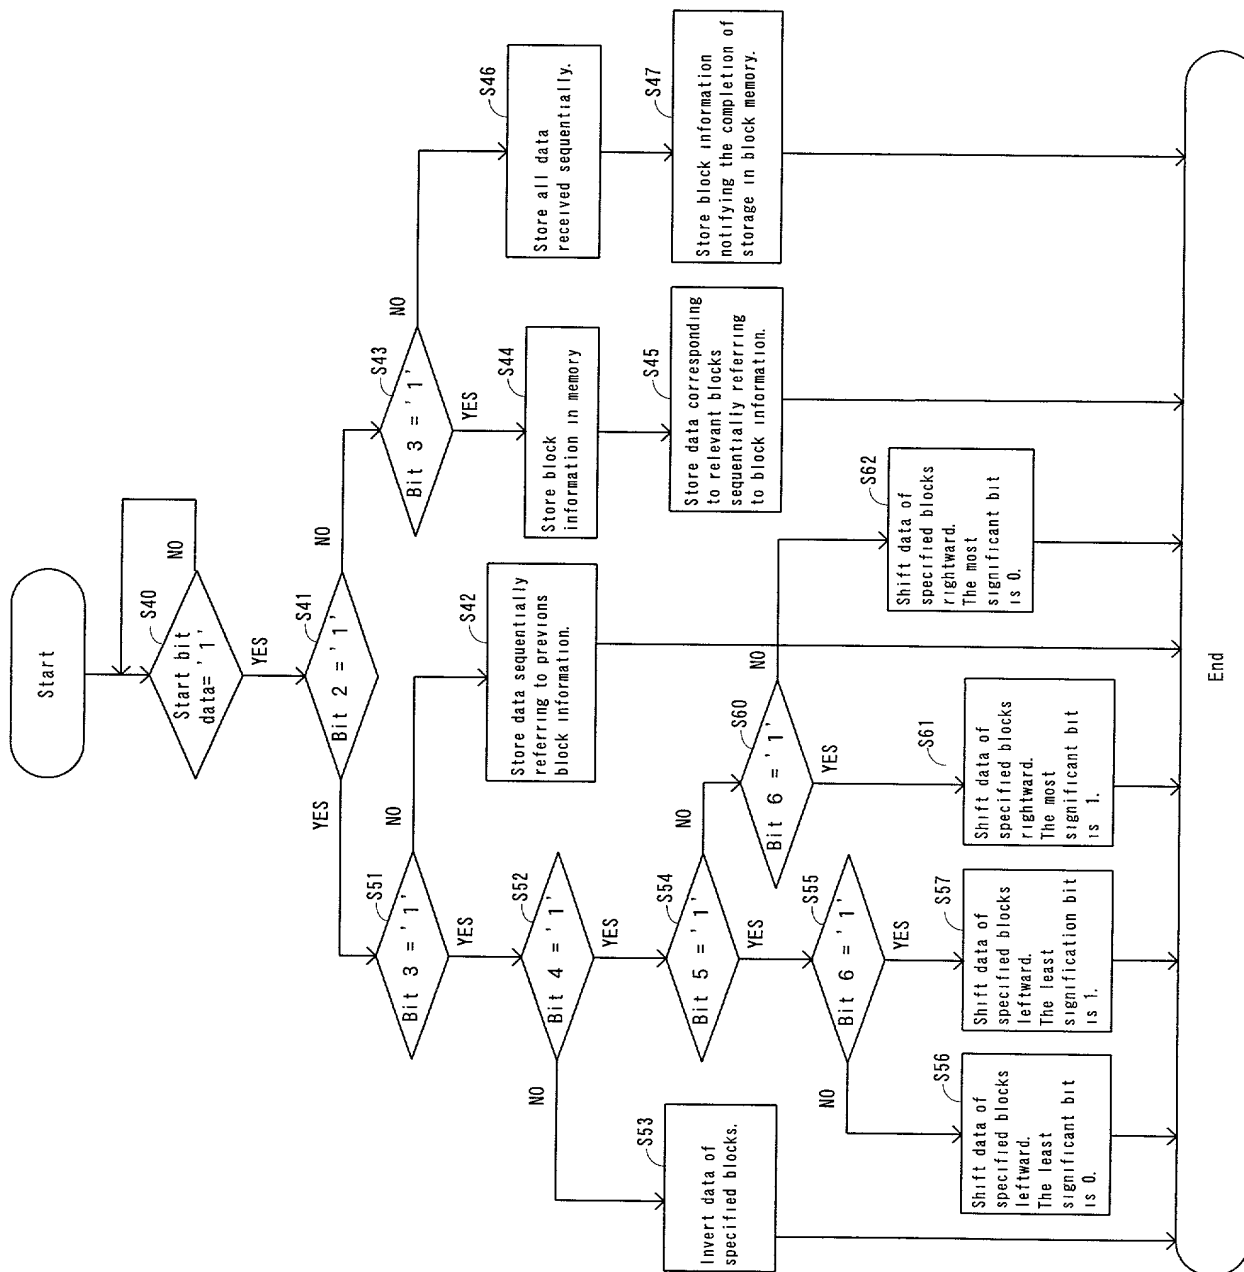 Start
S40
Start bit
data='1'
NO
YES
S41
Bit 2 ='1'
YES
NO
S51
Bit 3 ='1'
NO
YES
S42
Store data sequentially
referring to previons
block information.
S43
Bit 3 ='1'
NO
YES
S44
Store block
information in memory
S45
Store data corresponding
to relevant blocks
sequentially referring
to block information.
S46
Store all data
received sequentially.
S47
Store block information
notifying the completion of
storage in block memory.
S52
Bit 4 ='1'
NO
YES
S53
Invert data of
specified blocks.
S54
Bit 5 ='1'
NO
YES
S55
Bit 6 ='1'
NO
YES
S56
Shift data of
specified blocks
leftward.
The least
significant bit
is 0.
S57
Shift data of
specified blocks
leftward.
The least
signification bit
is 1.
S60
Bit 6 ='1'
NO
YES
S61
Shift data of
specified blocks
rightward.
The most
significant bit
is 1.
S62
Shift data of
specified blocks
rightward.
The most
significant bit
is 0.
End